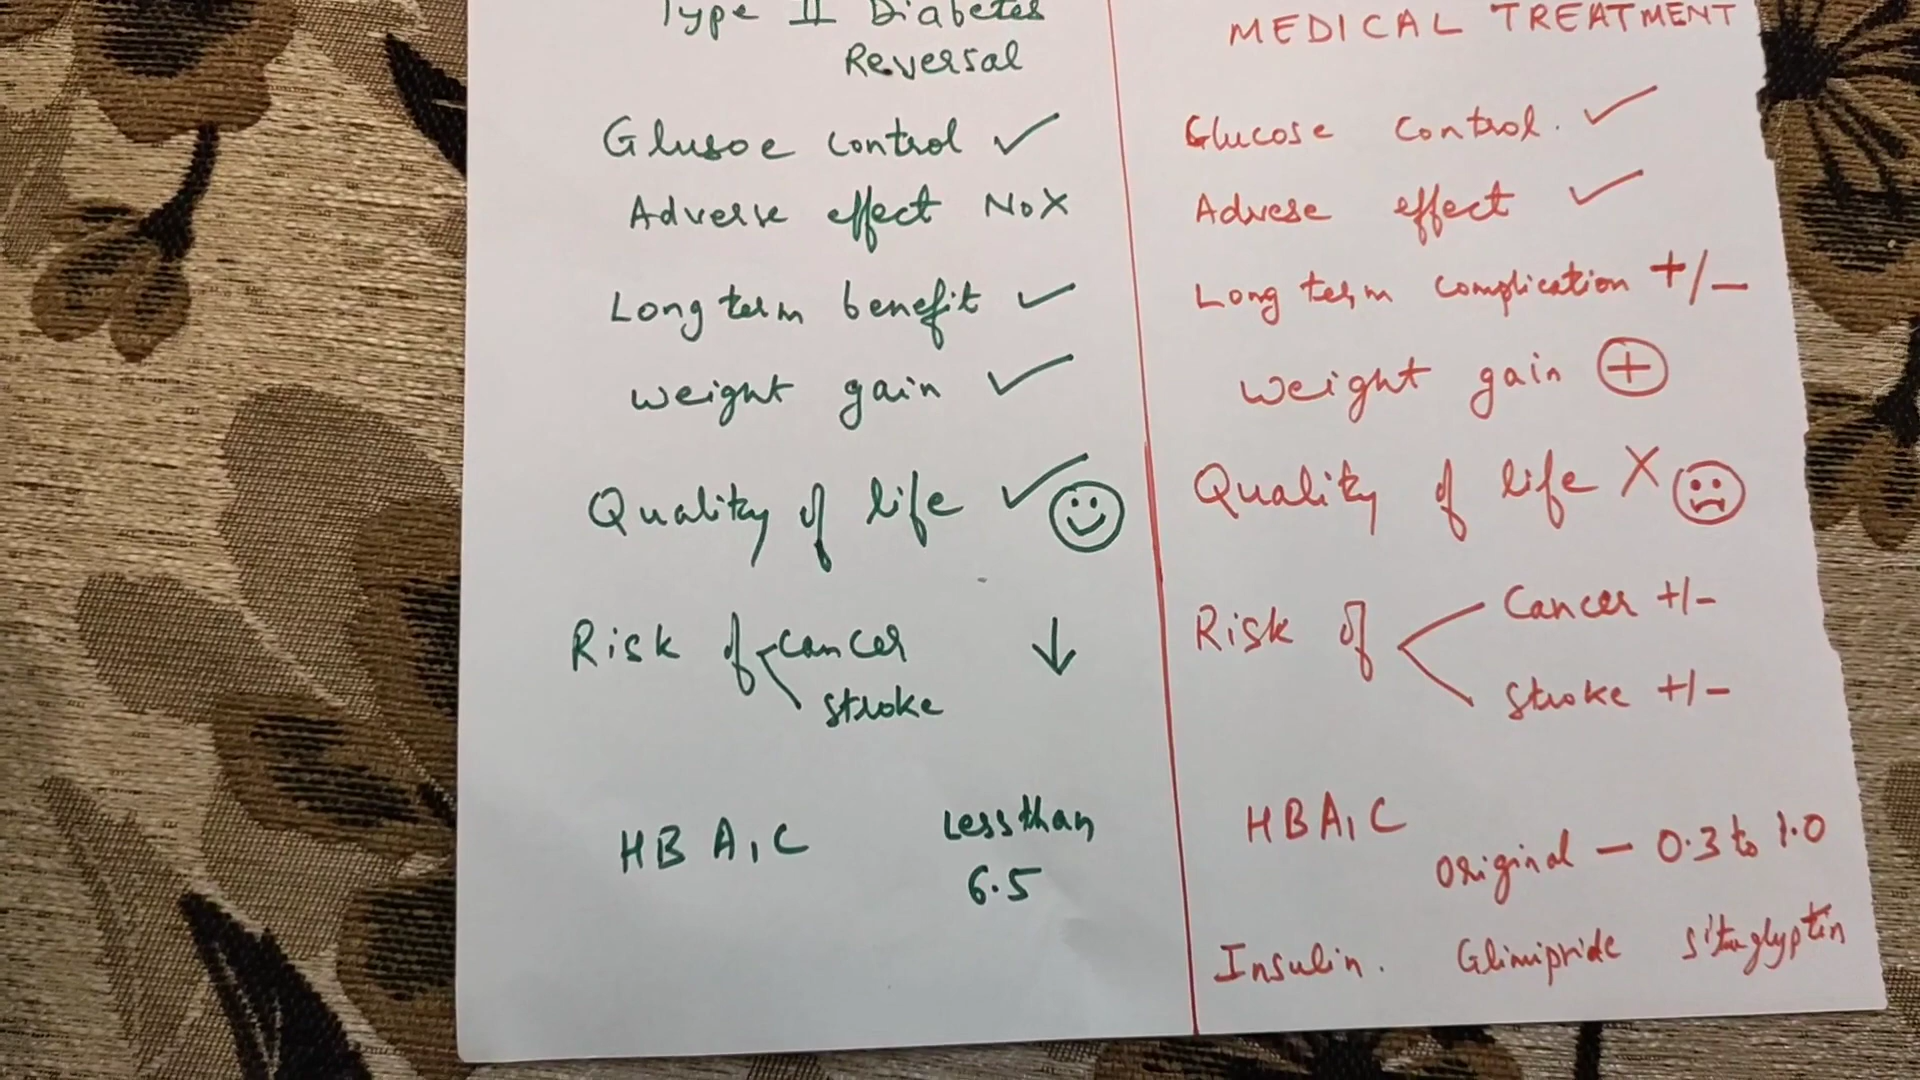 Type II Diabetes
Reversal
Glusoe control ✓
Adverse effect No X
Long term benefit ✓
weight gain ✓
Quality of life ✓
Risk of cancer ↓
stroke
HB A1C Less than
6.5
MEDICAL TREATMENT
Glucose control. ✓
Advese effect ✓
Long term complication +/-
weight gain +
Quality of life X
Risk of
Cancer +/-
Stroke +/-
HBA1C
original - 0.3 to 1.0
Insulin. Glimipride sitaglyptin